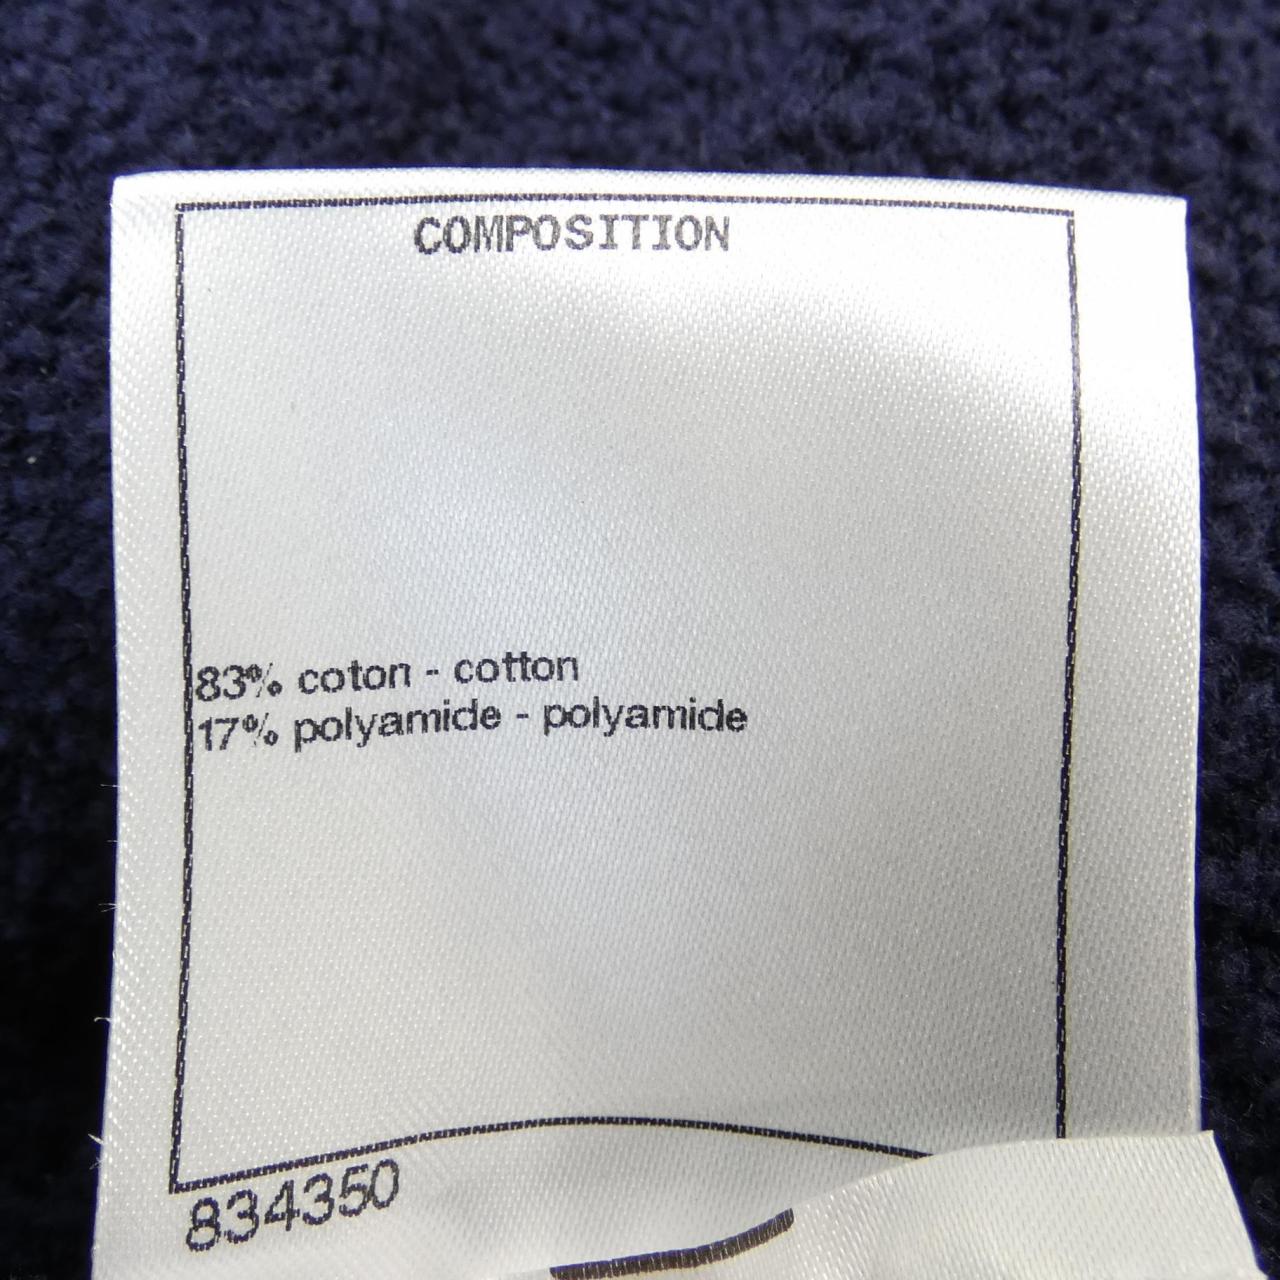 COMPOSITION
83% coton - cotton
17% polyamide - polyamide
834350